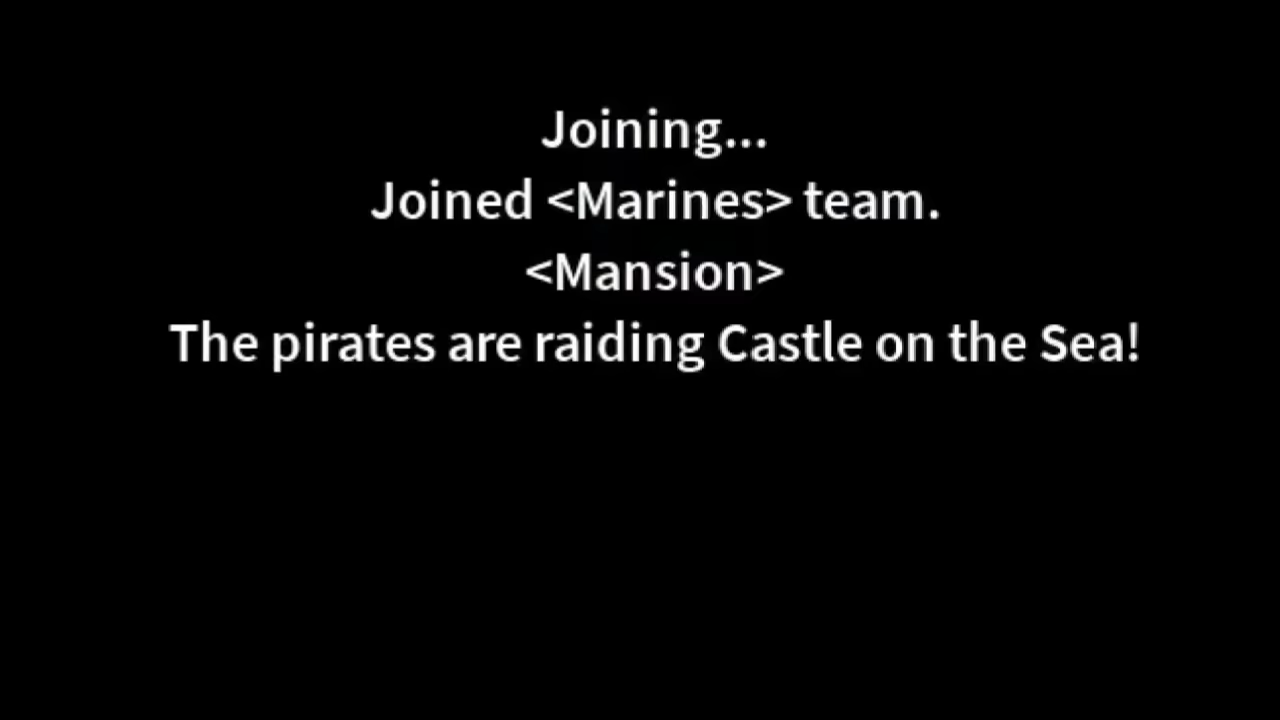 Joining...
Joined <Marines> team.
<Mansion>
The pirates are raiding Castle on the Sea!